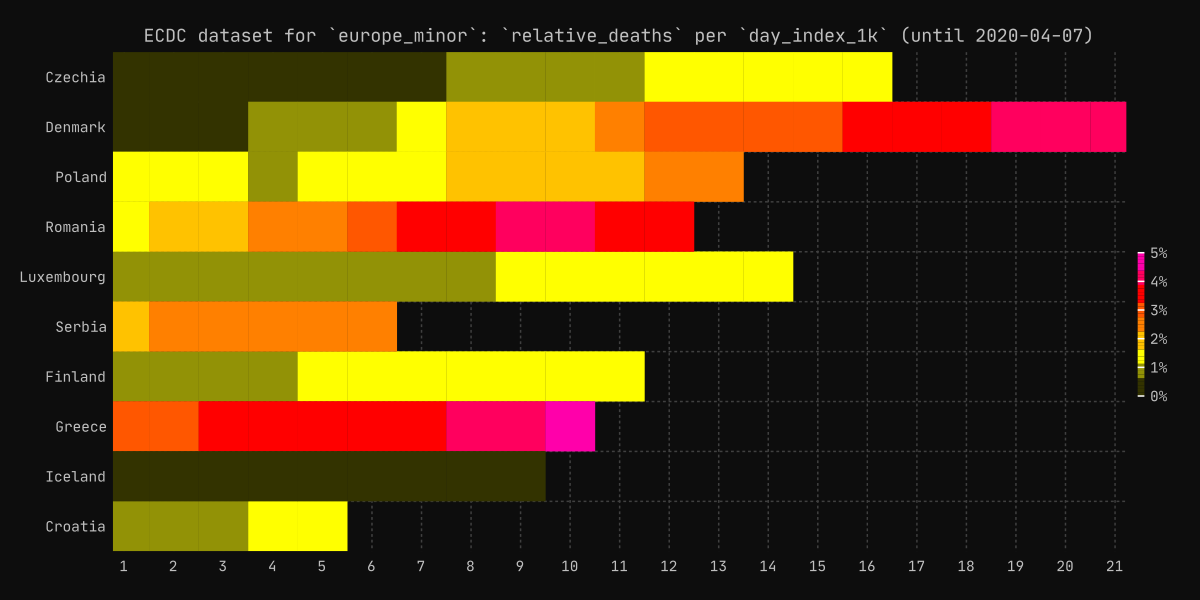 ECDC dataset for `europe_minor`: `relative_deaths` per `day_index_1k` (until 2020-04-07)
Czechia
Denmark
Poland
Romania
Luxembourg
Serbia
Finland
Greece
Iceland
Croatia
5%
4%
3%
2%
1%
0%
1 2 3 4 5 6 7 8 9 10 11 12 13 14 15 16 17 18 19 20 21